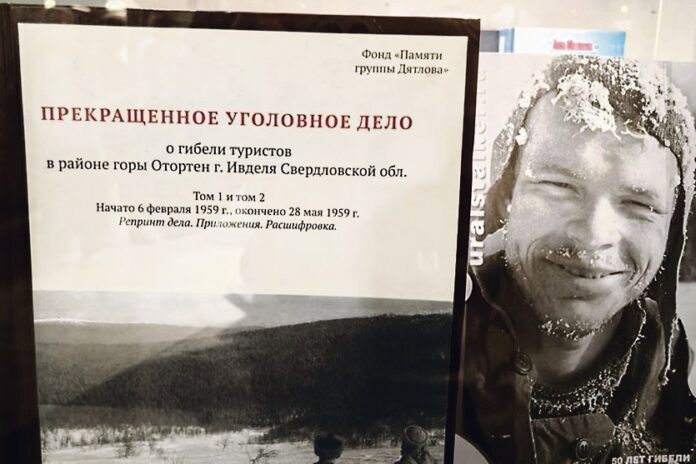 Фонд «Памяти
группы Дятлова»
ПРЕКРАЩЕННОЕ УГОЛОВНОЕ ДЕЛО
о гибели туристов
в районе горы Отортен г. Ивделя Свердловской обл.
Том 1 и том 2
Начато 6 февраля 1959 г., окончено 28 мая 1959 г.
Репринт дела. Приложения. Расшифровка.
uralstalker
50 ЛЕТ ГИБЕЛИ